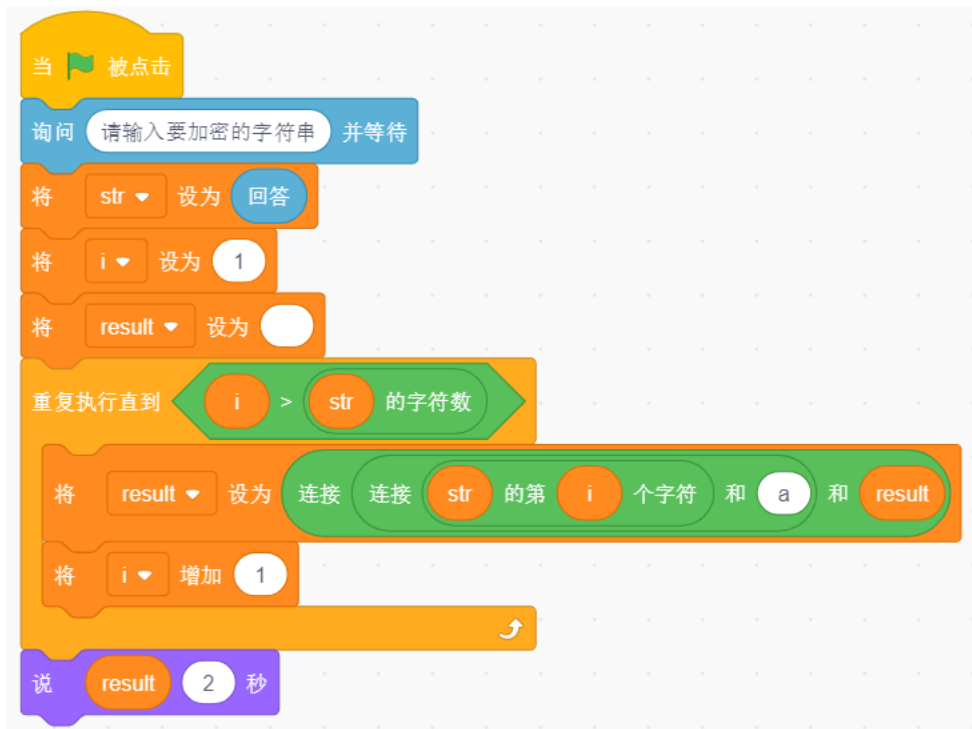 当 被点击
询问 请输入要加密的字符串 并等待
将 str 设为 回答
将 i 设为 1
将 result 设为
重复执行直到 i > str 的字符数
将 result 设为 连接 连接 str 的第 i 个字符 和 a 和 result
将 i 增加 1
说 result 2 秒